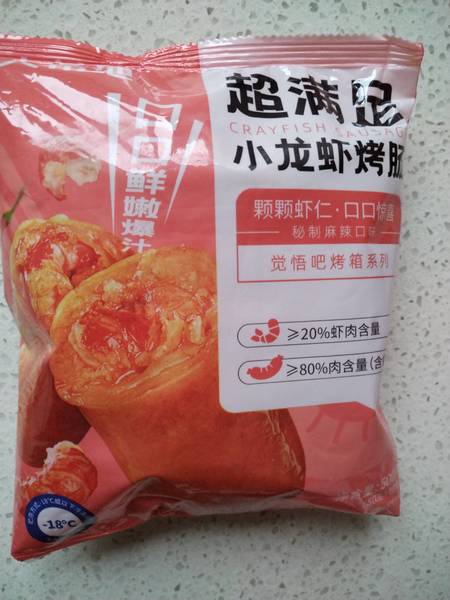 超满足
CRAYFISH SAUSAGE
小龙虾烤肠
口口鲜嫩爆汁
颗颗虾仁·口口惊喜
秘制麻辣口味
觉悟吧烤箱系列
≥20%虾肉含量
≥80%肉含量(含
-18°C